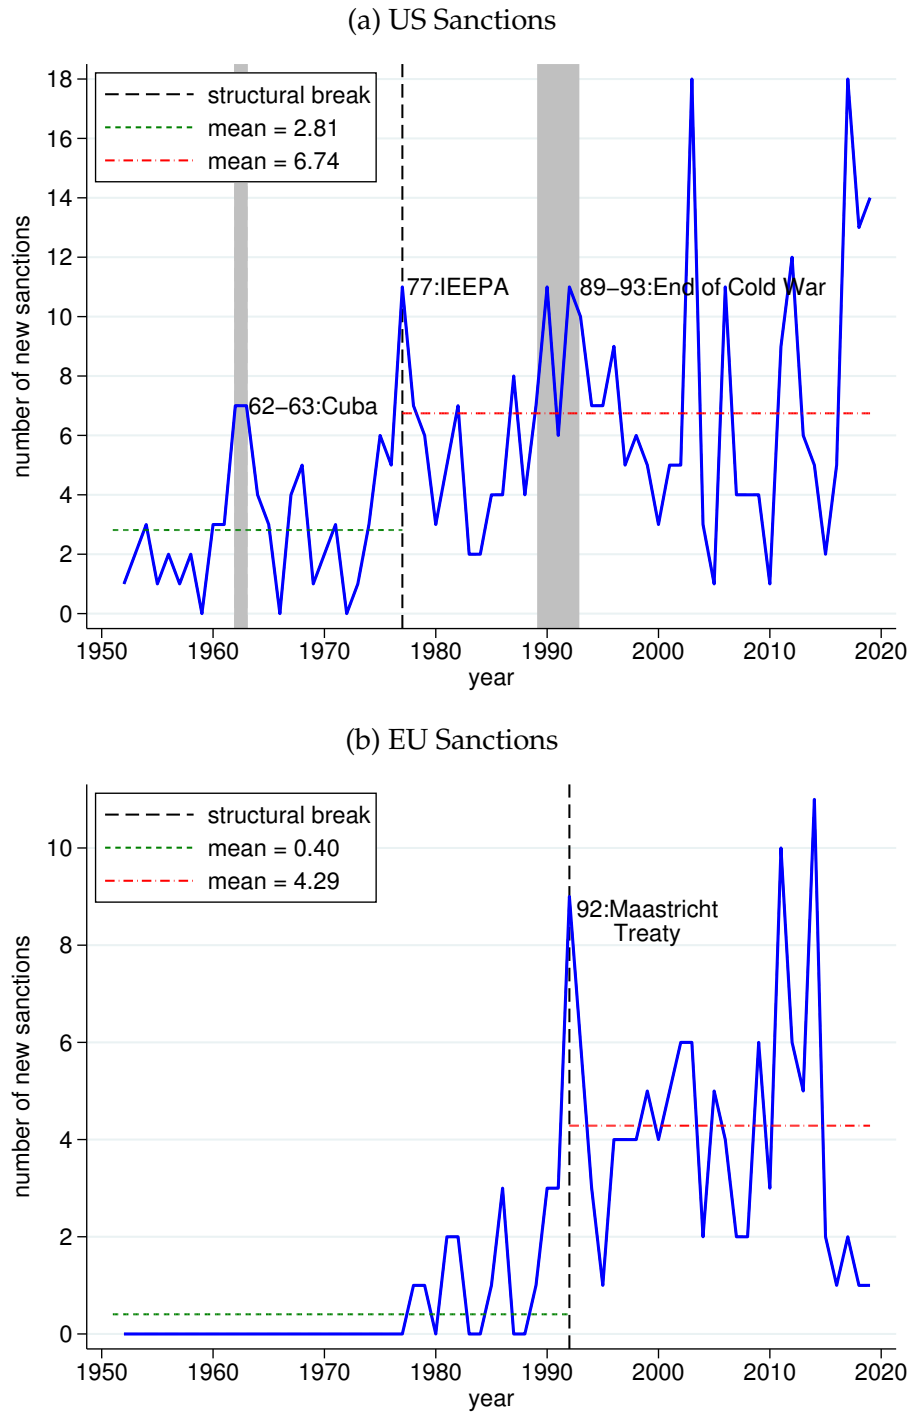 (a) US Sanctions
structural break
mean = 2.81
mean = 6.74
18
16
14
12
10
8
6
4
2
0
number of new sanctions
77:IEEPA
89–93:End of Cold War
62–63:Cuba
1950 1960 1970 1980 1990 2000 2010 2020
year
(b) EU Sanctions
structural break
mean = 0.40
mean = 4.29
10
8
6
4
2
0
number of new sanctions
92:Maastricht
Treaty
1950 1960 1970 1980 1990 2000 2010 2020
year